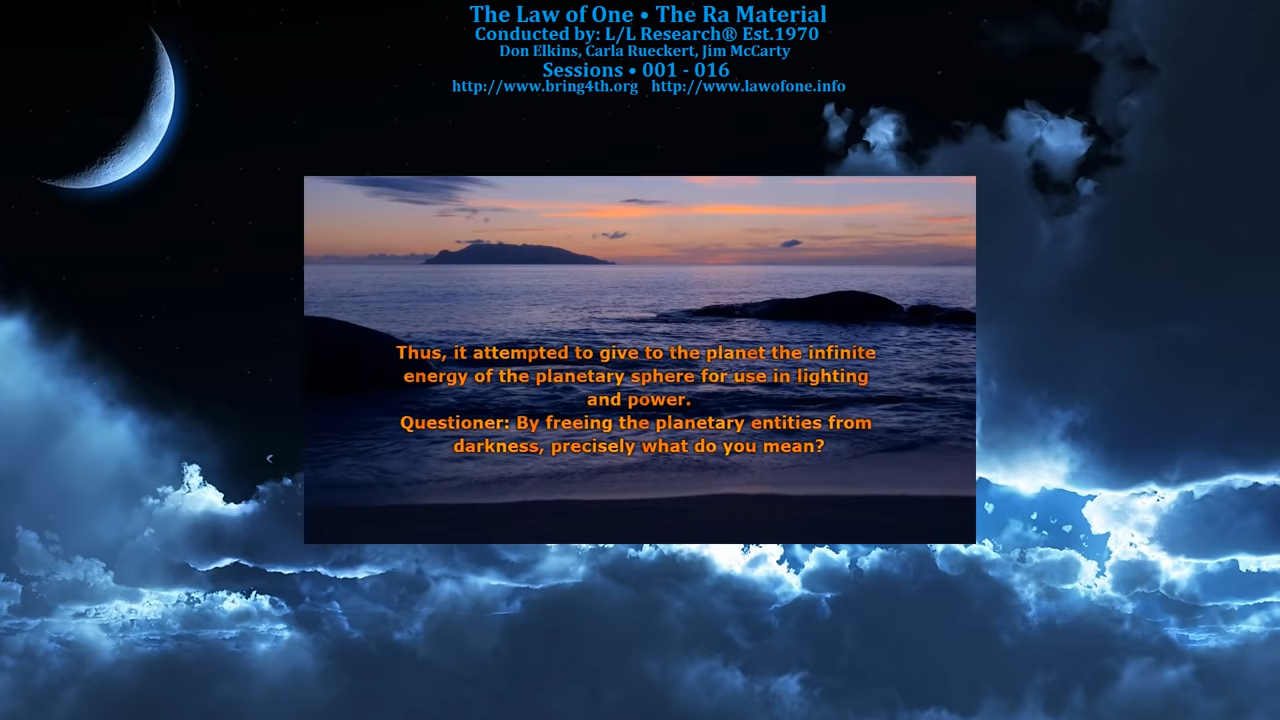 The Law of One • The Ra Material
Conducted by: L/L Research® Est.1970
Don Elkins, Carla Rueckert, Jim McCarty
Sessions • 001 - 016
http://www.bring4th.org http://www.lawofone.info
Thus, it attempted to give to the planet the infinite
energy of the planetary sphere for use in lighting
and power.
Questioner: By freeing the planetary entities from
darkness, precisely what do you mean?